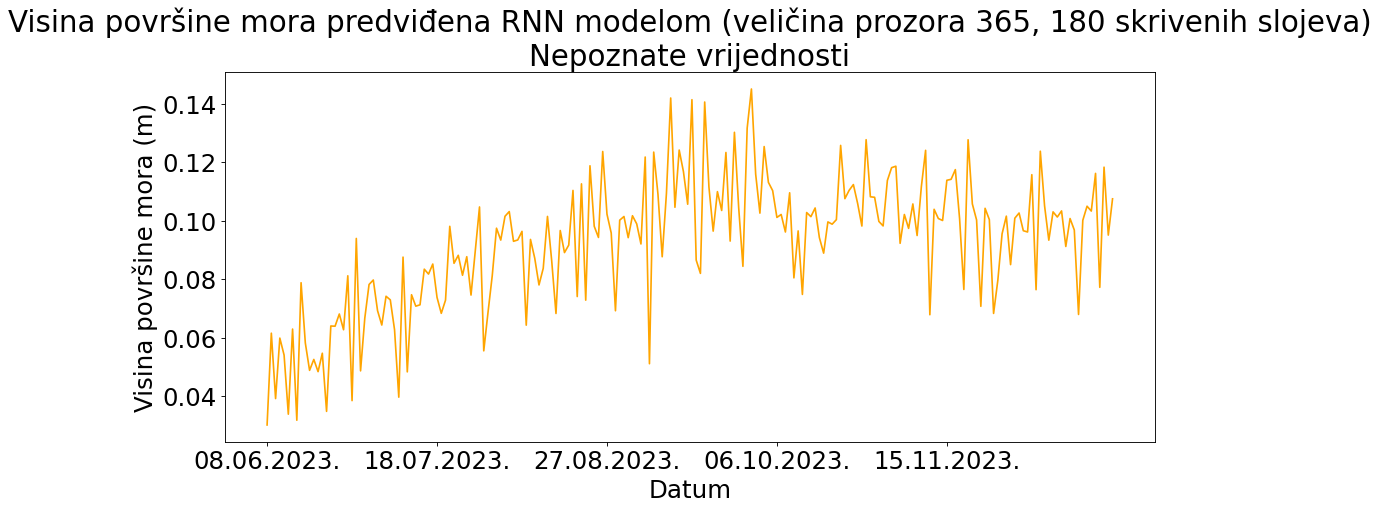 Visina površine mora predviđena RNN modelom (veličina prozora 365, 180 skrivenih slojeva)
Nepoznate vrijednosti
Visina površine mora (m)
0.14
0.12
0.10
0.08
0.06
0.04
08.06.2023. 18.07.2023. 27.08.2023. 06.10.2023. 15.11.2023.
Datum